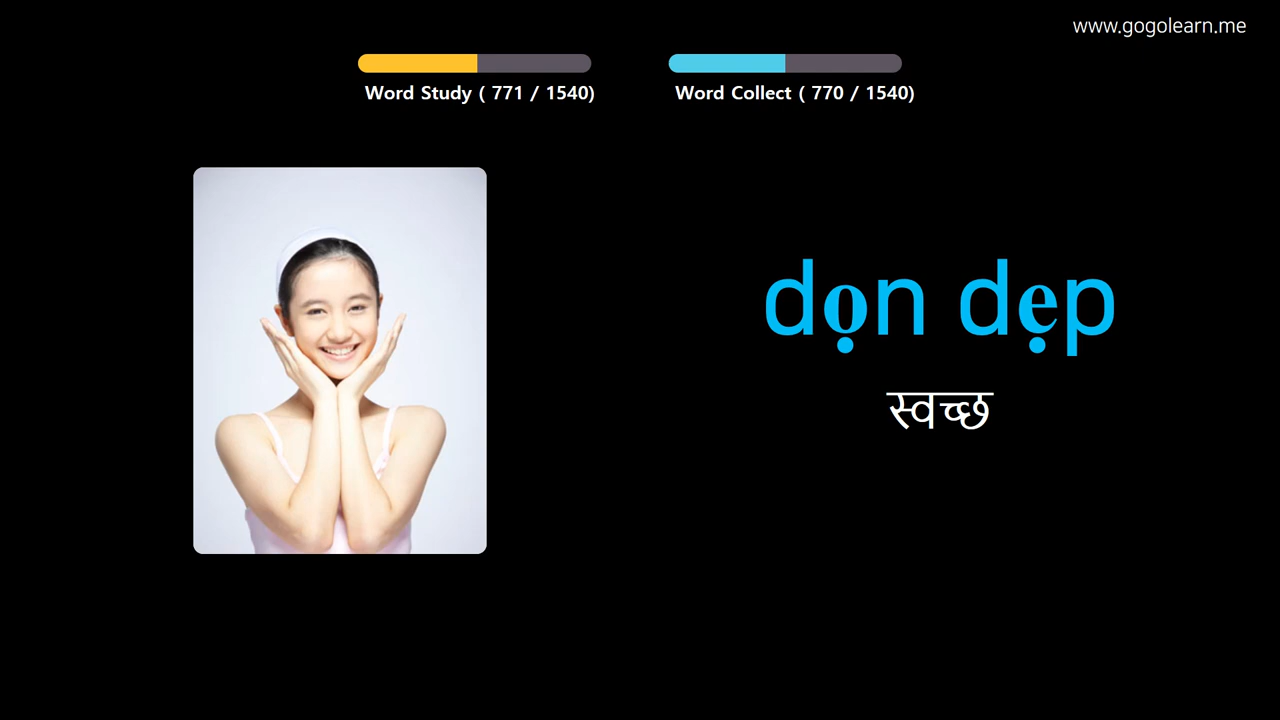 www.gogolearn.me
Word Study ( 771 / 1540)
Word Collect ( 770 / 1540)
dọn dẹp
स्वच्छ